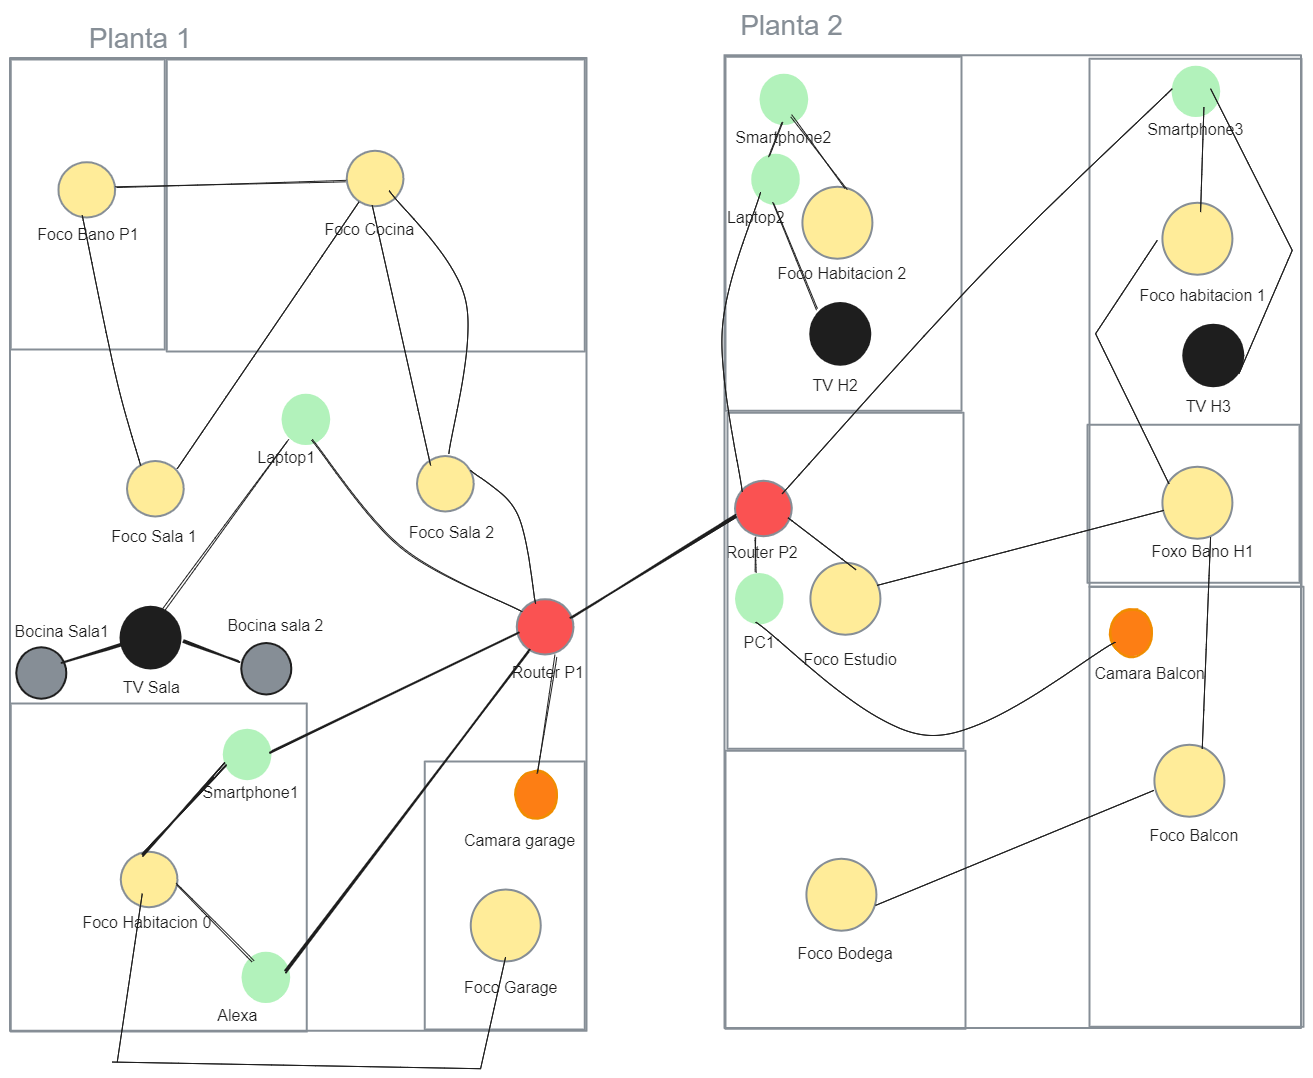 Planta 1
Foco Bano P1
Foco Cocina
Laptop1
Foco Sala 1
Foco Sala 2
Bocina Sala1
Bocina sala 2
TV Sala
Router P1
Smartphone1
Camara garage
Foco Habitacion 0
Foco Garage
Alexa
Planta 2
Smartphone2
Laptop2
Foco Habitacion 2
TV H2
Smartphone3
Foco habitacion 1
TV H3
Router P2
Foxo Bano H1
PC1
Foco Estudio
Camara Balcon
Foco Balcon
Foco Bodega